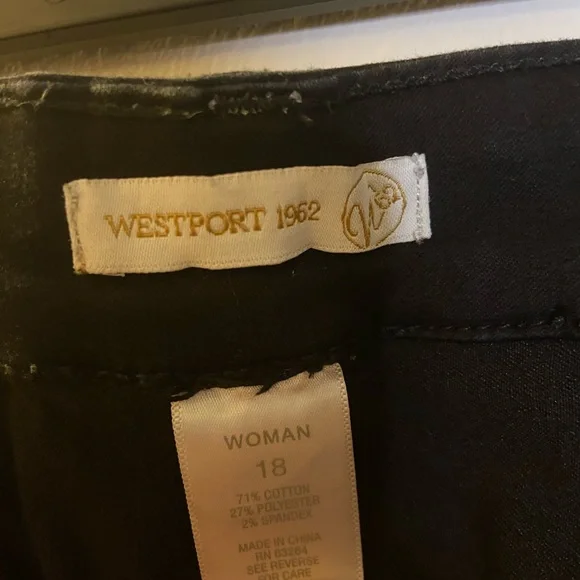 WESTPORT 1962
W62
WOMAN
18
71% COTTON
27% POLYESTER
2% SPANDEX
MADE IN CHINA
RN 83284
SEE REVERSE
FOR CARE